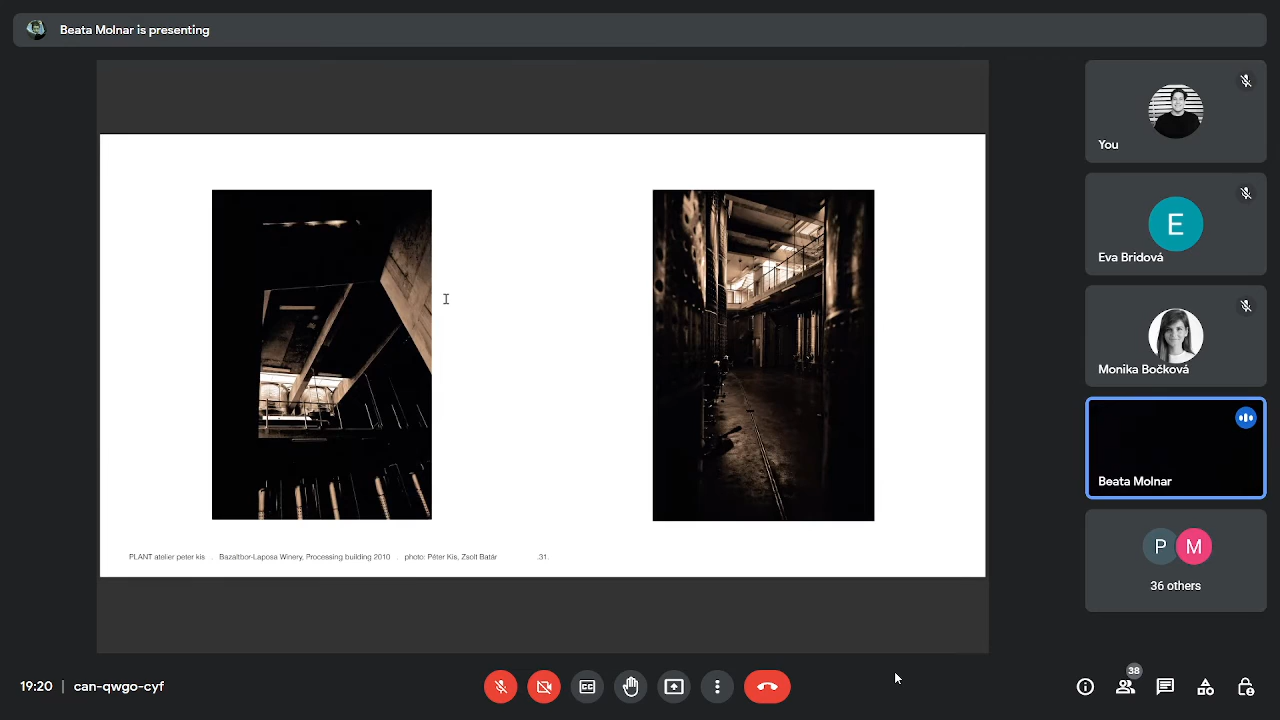 Beata Molnar is presenting
You
E
Eva Brídová
Monika Bočková
Beata Molnar
P M
36 others
PLANT atelier peter kis . Bazaltbor-Laposa Winery, Processing building 2010 . photo: Péter Kis, Zsolt Batár .31.
19:20 | can-qwgo-cyf
38